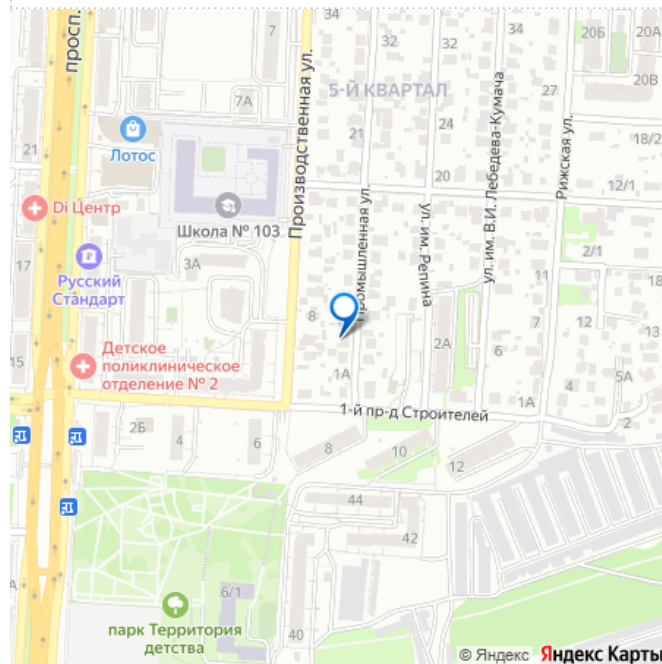 34
34
34
20Б
20А
просп.
7
5-Й КВАРТАЛ
20В
27
7А
Производственная ул.
21
24
18/2
Лотос
21
Рижская ул.
ул. им. В.И. Лебедева-Кумача
20
12/1
Di Центр
Школа № 103
Промышленная ул.
ул. им. Репина
2/1
3А
Русский
Стандарт
11
8
15
Детское
поликлиническое
отделение № 2
2А
6
7
1А
5А
4
1А
1-й пр-д Строителей
2
2Б
4
6
8
10
12
44
42
6/1
парк Территория
детства
40
© Яндекс Яндекс Карты